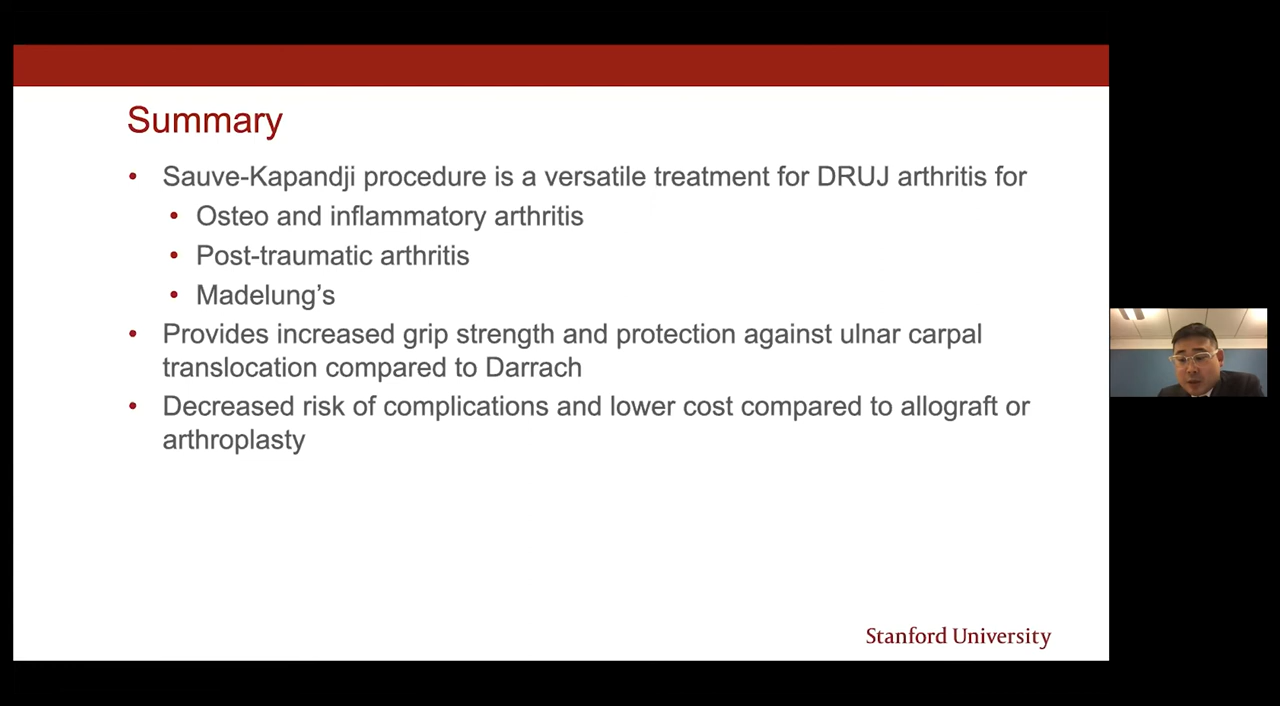 Summary
• Sauve-Kapandji procedure is a versatile treatment for DRUJ arthritis for
• Osteo and inflammatory arthritis
• Post-traumatic arthritis
• Madelung’s
• Provides increased grip strength and protection against ulnar carpal
translocation compared to Darrach
• Decreased risk of complications and lower cost compared to allograft or
arthroplasty
Stanford University